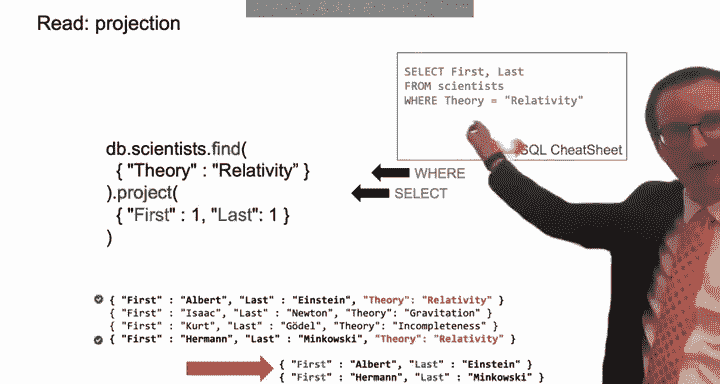 Read: projection
SELECT First, Last
FROM scientists
WHERE Theory = "Relativity"
SQL CheatSheet
db.scientists.find(
{ "Theory" : "Relativity” }
WHERE
).project(
SELECT
{ "First" : 1, "Last": 1 }
)
{ "First" : "Albert", "Last" : "Einstein", "Theory": "Relativity" }
{ "First" : "Isaac", "Last" : "Newton", "Theory": "Gravitation" }
{ "First" : "Kurt", "Last" : "Gödel", "Theory": "Incompleteness" }
{ "First" : "Hermann", "Last" : "Minkowski", "Theory": "Relativity" }
{ "First" : "Albert", "Last" : "Einstein" }
{ "First" : "Hermann", "Last" : "Minkowski" }